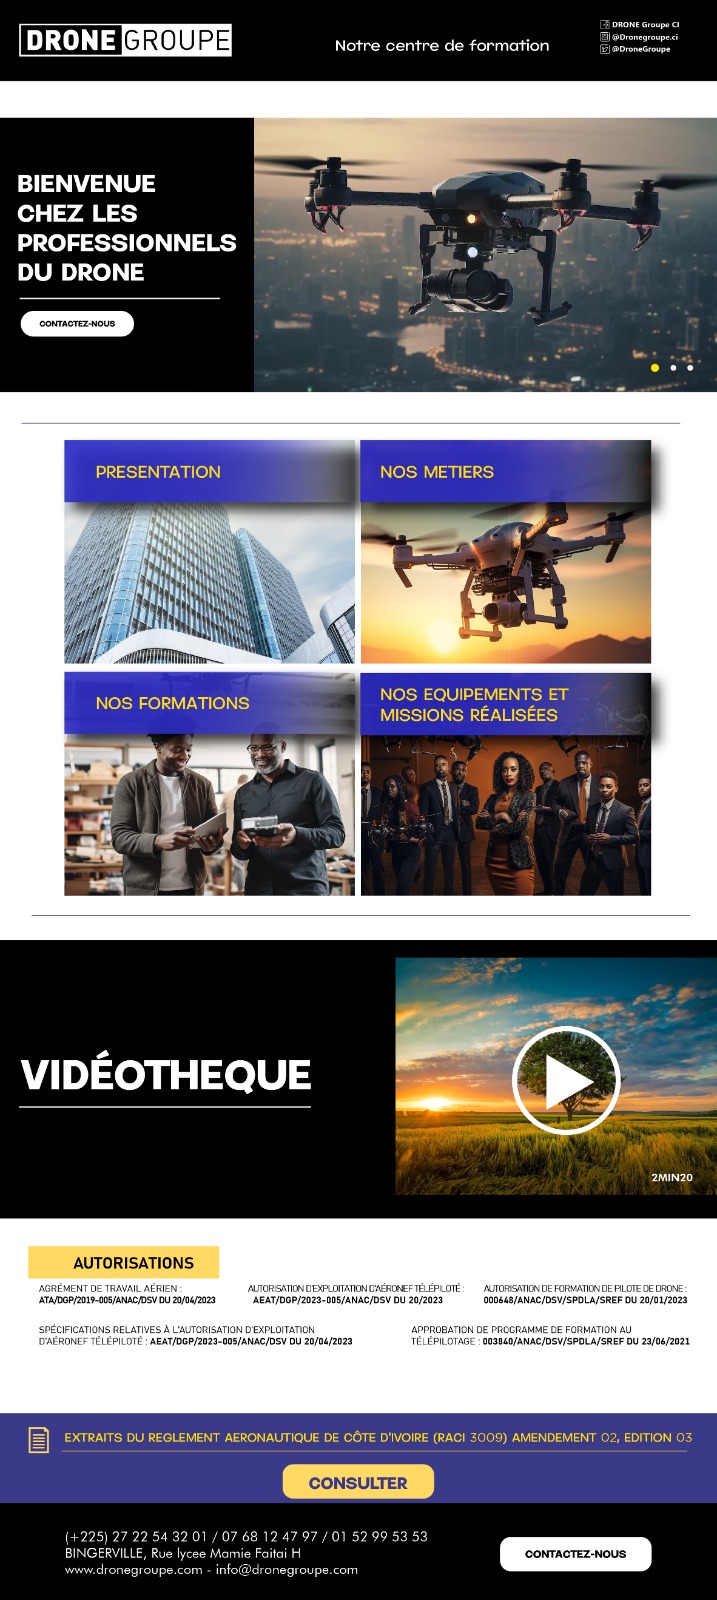 DRONE GROUPE
Notre centre de formation
DRONE Groupe CI
@Dronegroupe.ci
@DroneGroupe
BIENVENUE
CHEZ LES
PROFESSIONNELS
DU DRONE
CONTACTEZ-NOUS
PRESENTATION
NOS METIERS
NOS FORMATIONS
NOS EQUIPEMENTS ET
MISSIONS RÉALISÉES
VIDÉOTHEQUE
2MIN20
AUTORISATIONS
AGRÉMENT DE TRAVAIL AÉRIEN :
ATA/DGP/2019-005/ANAC/DSV DU 20/04/2023
AUTORISATION D'EXPLOITATION D'AÉRONEF TÉLÉPILOTÉ :
AEAT/DGP/2023-005/ANAC/DSV DU 20/2023
AUTORISATION DE FORMATION DE PILOTE DE DRONE :
000648/ANAC/DSV/SPDLA/SREF DU 20/01/2023
SPÉCIFICATIONS RELATIVES À L'AUTORISATION D'EXPLOITATION
D'AÉRONEF TÉLÉPILOTÉ : AEAT/DGP/2023-005/ANAC/DSV DU 20/04/2023
APPROBATION DE PROGRAMME DE FORMATION AU
TÉLÉPILOTAGE : 003840/ANAC/DSV/SPDLA/SREF DU 23/06/2021
EXTRAITS DU REGLEMENT AERONAUTIQUE DE CÔTE D'IVOIRE (RACI 3009) AMENDEMENT 02, EDITION 03
CONSULTER
(+225) 27 22 54 32 01 / 07 68 12 47 97 / 01 52 99 53 53
BINGERVILLE, Rue lycee Mamie Faitai H
www.dronegroupe.com - info@dronegroupe.com
CONTACTEZ-NOUS